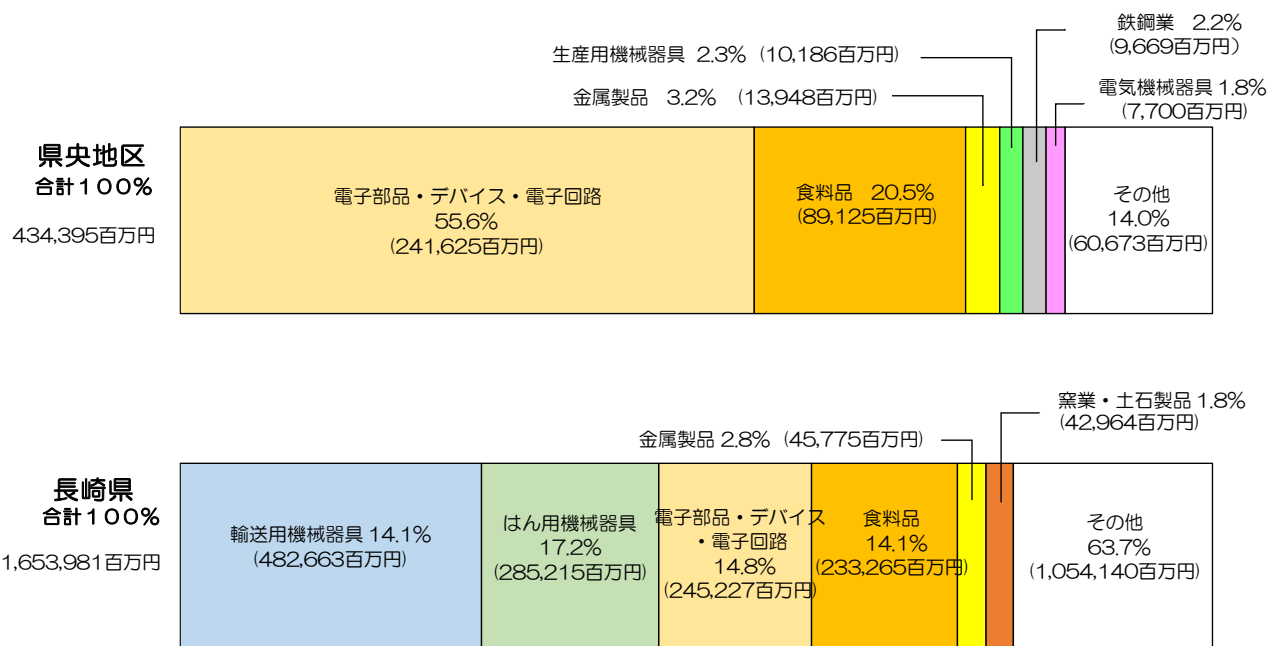 鉄鋼業 2.2%
(9,669百万円）
生産用機械器具 2.3% (10,186百万円)
電気機械器具 1.8%
(7,700百万円)
金属製品 3.2% (13,948百万円)
県央地区
合計１００％
434,395百万円
電子部品・デバイス・電子回路
55.6%
(241,625百万円)
食料品 20.5%
(89,125百万円)
その他
14.0%
(60,673百万円)
窯業・土石製品 1.8%
(42,964百万円)
金属製品 2.8% (45,775百万円)
長崎県
合計１００％
1,653,981百万円
輸送用機械器具 14.1%
(482,663百万円)
はん用機械器具
17.2%
(285,215百万円)
電子部品・デバイス
・電子回路
14.8%
(245,227百万円)
食料品
14.1%
(233,265百万円)
その他
63.7%
(1,054,140百万円)